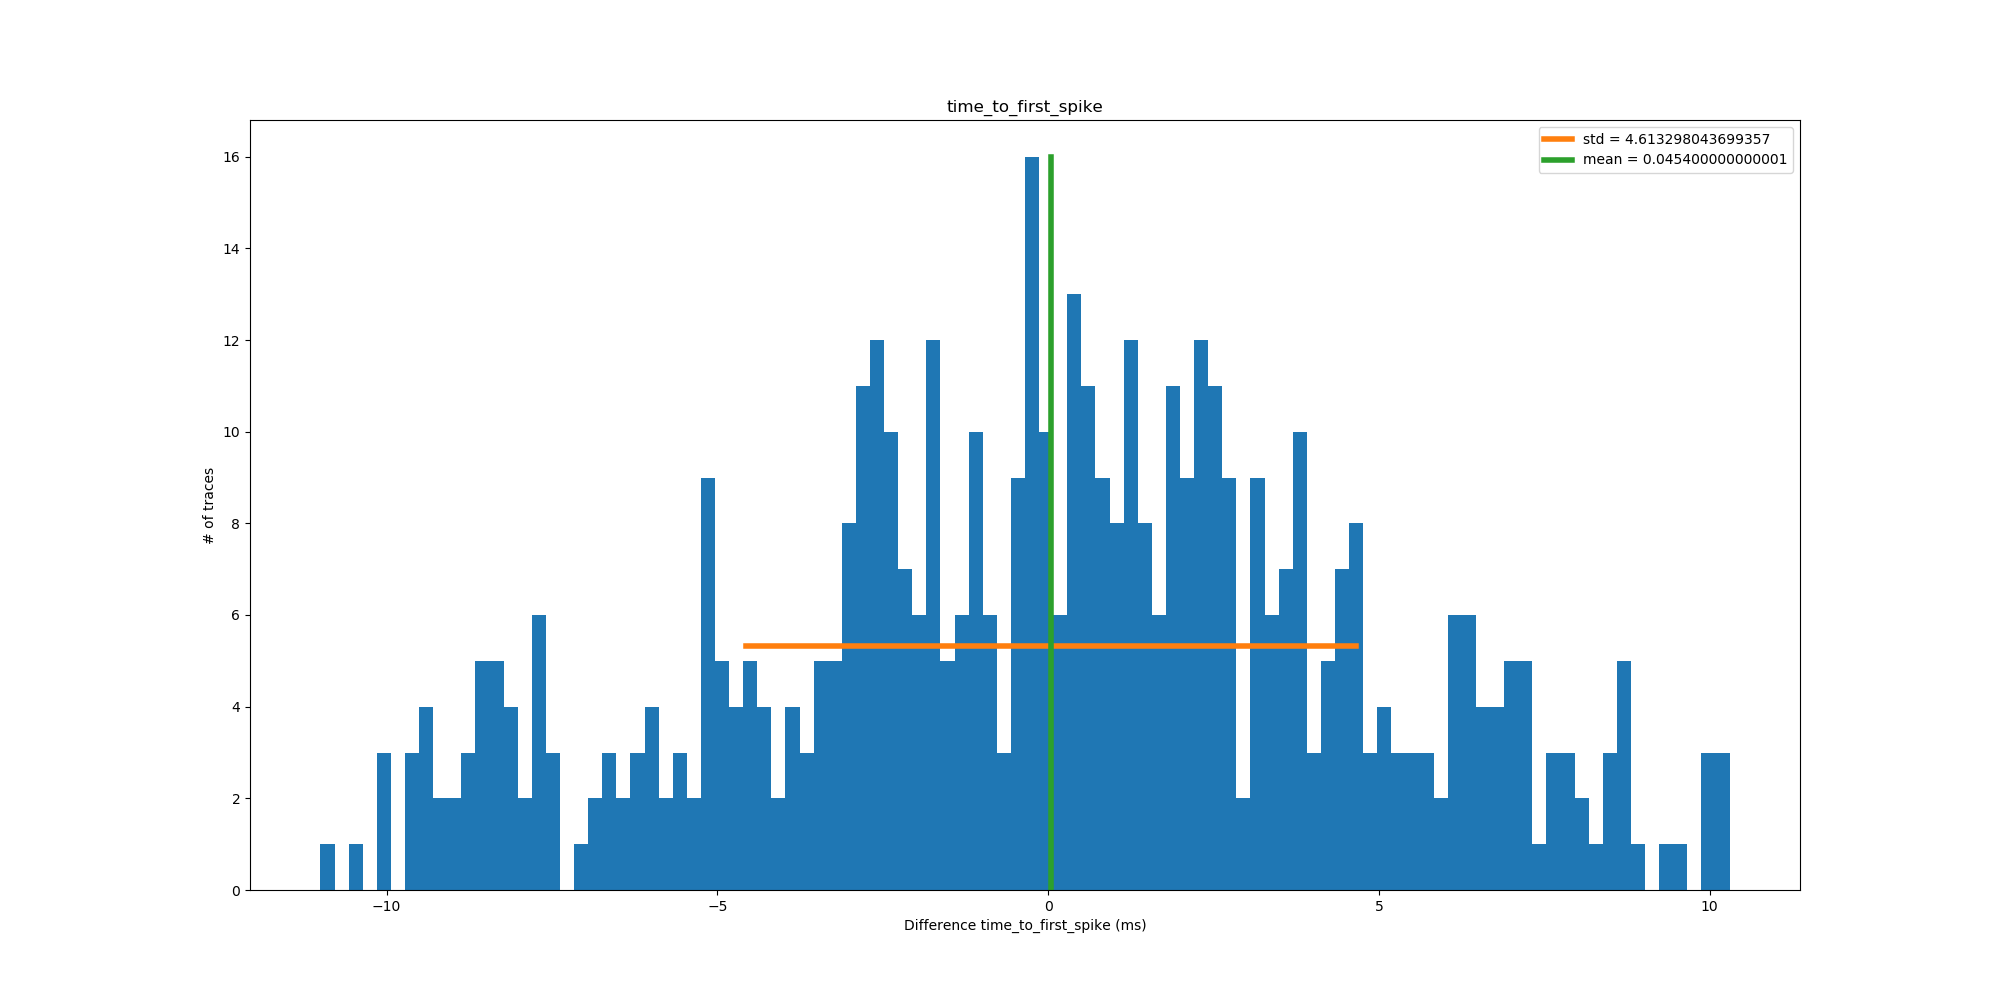 time_to_first_spike
std = 4.613298043699357
mean = 0.045400000000001
16
14
12
10
8
6
4
2
0
# of traces
−10
−5
0
5
10
Difference time_to_first_spike (ms)